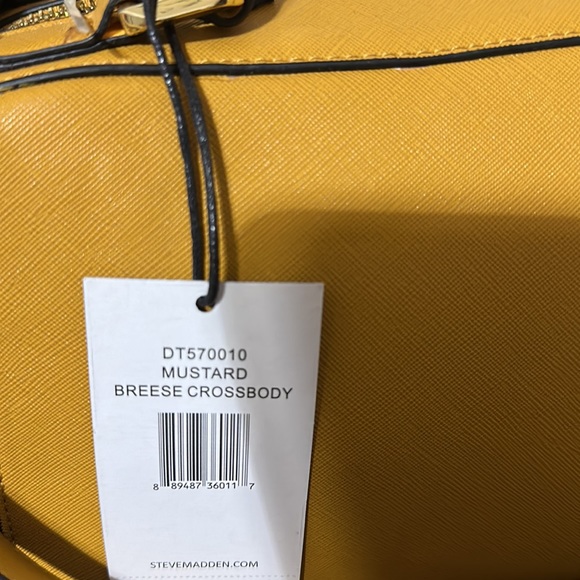 DT570010
MUSTARD
BREESE CROSSBODY
8 89487 36011 7
STEVEMADDEN.COM